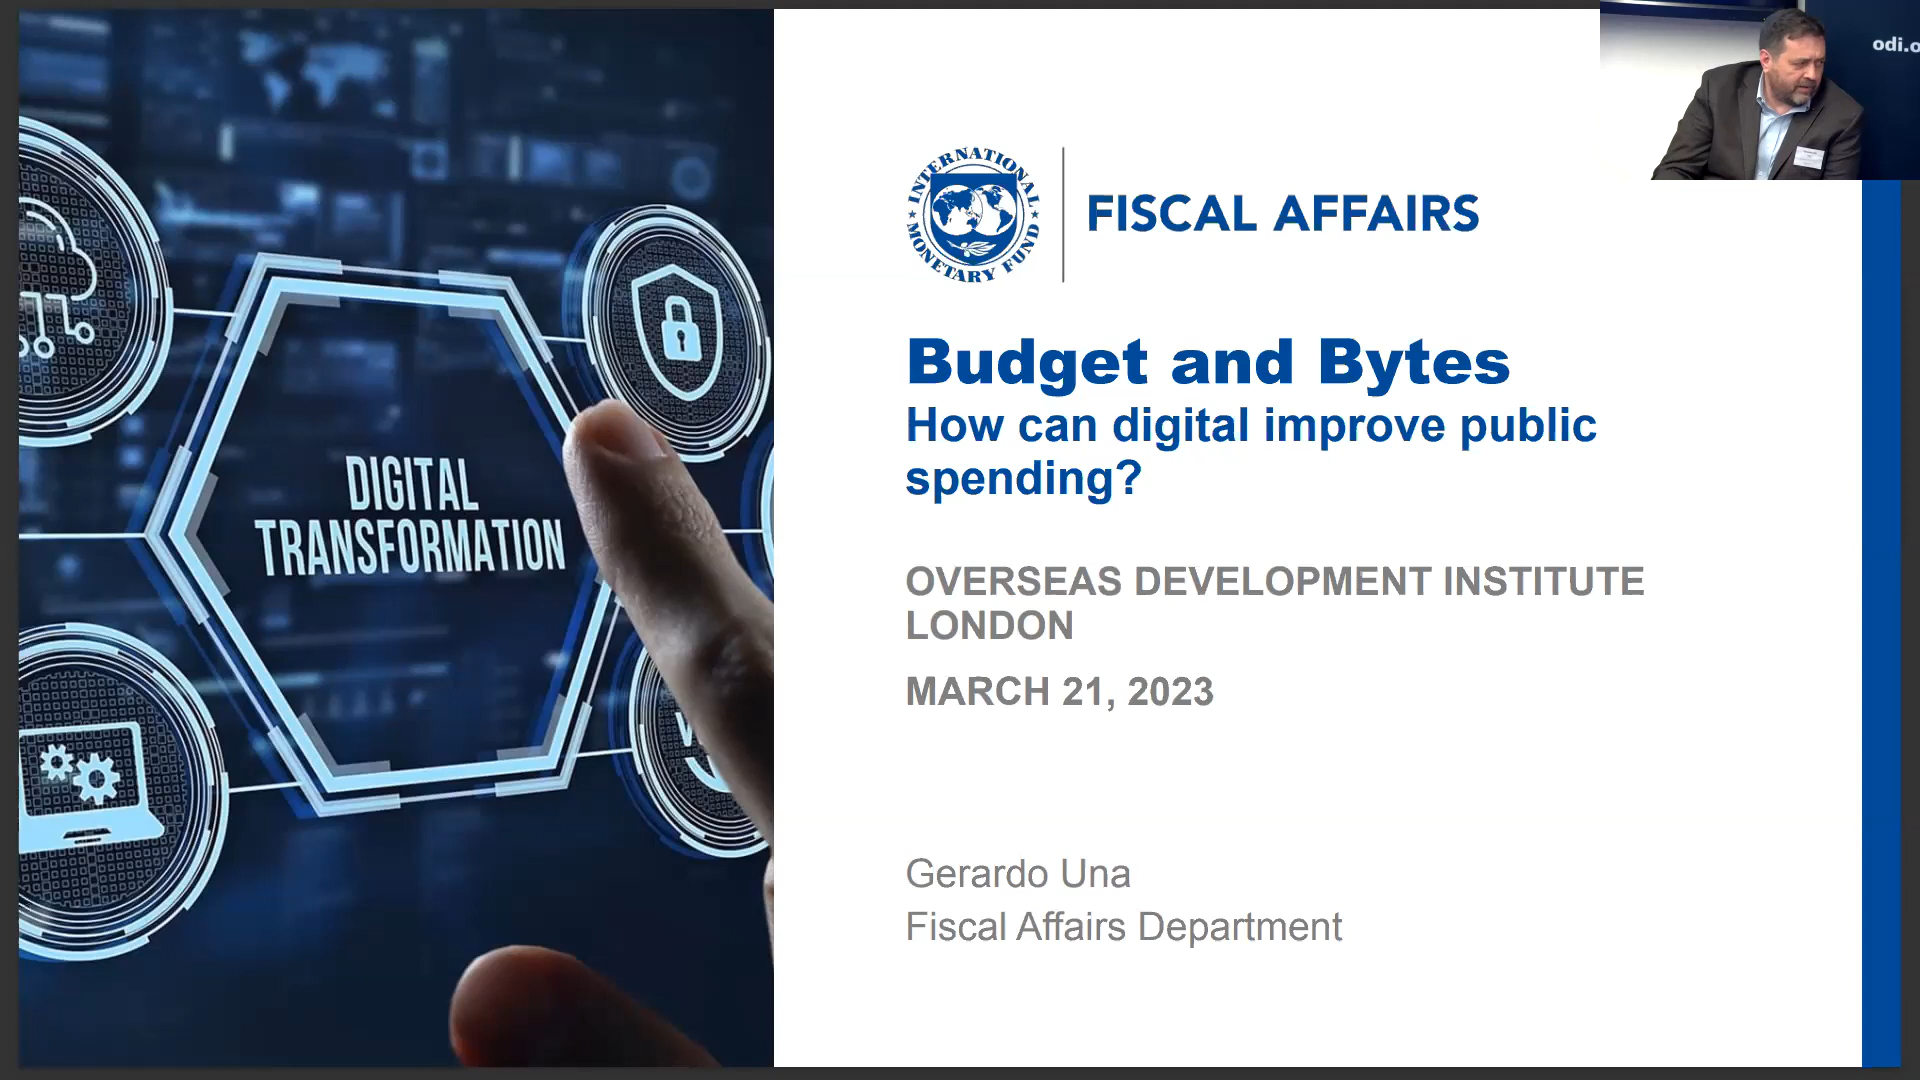 odi.o
INTERNATIONAL
MONETARY FUND
FISCAL AFFAIRS
Budget and Bytes
How can digital improve public
spending?
OVERSEAS DEVELOPMENT INSTITUTE
LONDON
MARCH 21, 2023
Gerardo Una
Fiscal Affairs Department
DIGITAL
TRANSFORMATION